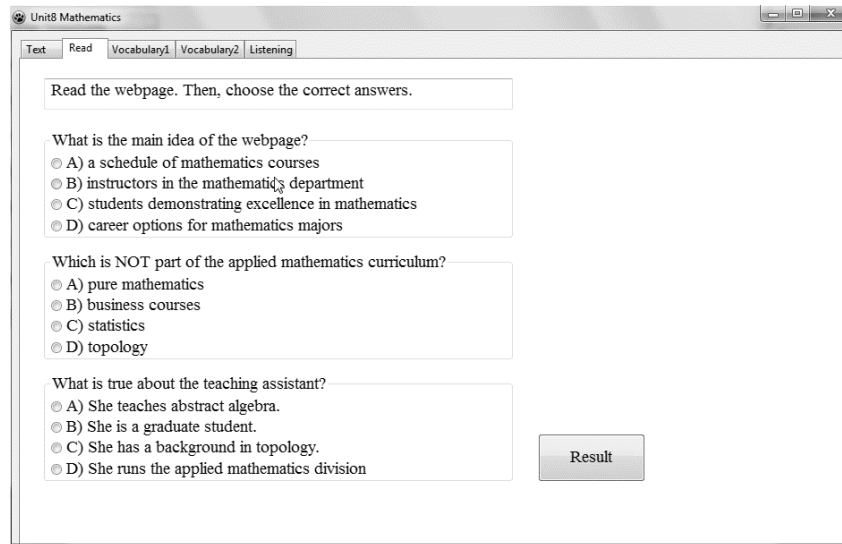 Unit8 Mathematics
Text Read Vocabulary1 Vocabulary2 Listening
Read the webpage. Then, choose the correct answers.
What is the main idea of the webpage?
A) a schedule of mathematics courses
B) instructors in the mathematics department
C) students demonstrating excellence in mathematics
D) career options for mathematics majors
Which is NOT part of the applied mathematics curriculum?
A) pure mathematics
B) business courses
C) statistics
D) topology
What is true about the teaching assistant?
A) She teaches abstract algebra.
B) She is a graduate student.
C) She has a background in topology.
D) She runs the applied mathematics division
Result